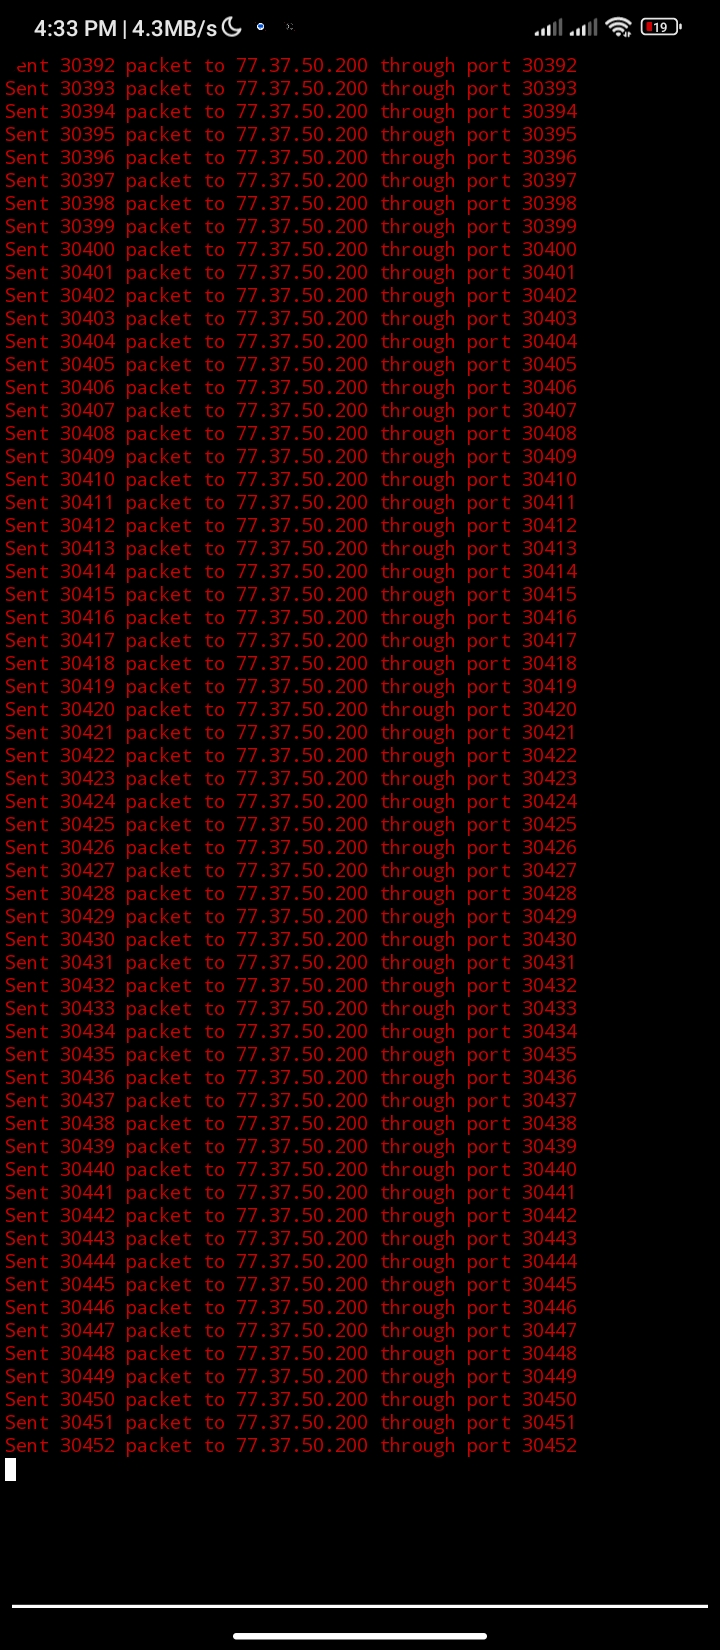 4:33 PM | 4.3MB/s 19
ent 30392 packet to 77.37.50.200 through port 30392
Sent 30393 packet to 77.37.50.200 through port 30393
Sent 30394 packet to 77.37.50.200 through port 30394
Sent 30395 packet to 77.37.50.200 through port 30395
Sent 30396 packet to 77.37.50.200 through port 30396
Sent 30397 packet to 77.37.50.200 through port 30397
Sent 30398 packet to 77.37.50.200 through port 30398
Sent 30399 packet to 77.37.50.200 through port 30399
Sent 30400 packet to 77.37.50.200 through port 30400
Sent 30401 packet to 77.37.50.200 through port 30401
Sent 30402 packet to 77.37.50.200 through port 30402
Sent 30403 packet to 77.37.50.200 through port 30403
Sent 30404 packet to 77.37.50.200 through port 30404
Sent 30405 packet to 77.37.50.200 through port 30405
Sent 30406 packet to 77.37.50.200 through port 30406
Sent 30407 packet to 77.37.50.200 through port 30407
Sent 30408 packet to 77.37.50.200 through port 30408
Sent 30409 packet to 77.37.50.200 through port 30409
Sent 30410 packet to 77.37.50.200 through port 30410
Sent 30411 packet to 77.37.50.200 through port 30411
Sent 30412 packet to 77.37.50.200 through port 30412
Sent 30413 packet to 77.37.50.200 through port 30413
Sent 30414 packet to 77.37.50.200 through port 30414
Sent 30415 packet to 77.37.50.200 through port 30415
Sent 30416 packet to 77.37.50.200 through port 30416
Sent 30417 packet to 77.37.50.200 through port 30417
Sent 30418 packet to 77.37.50.200 through port 30418
Sent 30419 packet to 77.37.50.200 through port 30419
Sent 30420 packet to 77.37.50.200 through port 30420
Sent 30421 packet to 77.37.50.200 through port 30421
Sent 30422 packet to 77.37.50.200 through port 30422
Sent 30423 packet to 77.37.50.200 through port 30423
Sent 30424 packet to 77.37.50.200 through port 30424
Sent 30425 packet to 77.37.50.200 through port 30425
Sent 30426 packet to 77.37.50.200 through port 30426
Sent 30427 packet to 77.37.50.200 through port 30427
Sent 30428 packet to 77.37.50.200 through port 30428
Sent 30429 packet to 77.37.50.200 through port 30429
Sent 30430 packet to 77.37.50.200 through port 30430
Sent 30431 packet to 77.37.50.200 through port 30431
Sent 30432 packet to 77.37.50.200 through port 30432
Sent 30433 packet to 77.37.50.200 through port 30433
Sent 30434 packet to 77.37.50.200 through port 30434
Sent 30435 packet to 77.37.50.200 through port 30435
Sent 30436 packet to 77.37.50.200 through port 30436
Sent 30437 packet to 77.37.50.200 through port 30437
Sent 30438 packet to 77.37.50.200 through port 30438
Sent 30439 packet to 77.37.50.200 through port 30439
Sent 30440 packet to 77.37.50.200 through port 30440
Sent 30441 packet to 77.37.50.200 through port 30441
Sent 30442 packet to 77.37.50.200 through port 30442
Sent 30443 packet to 77.37.50.200 through port 30443
Sent 30444 packet to 77.37.50.200 through port 30444
Sent 30445 packet to 77.37.50.200 through port 30445
Sent 30446 packet to 77.37.50.200 through port 30446
Sent 30447 packet to 77.37.50.200 through port 30447
Sent 30448 packet to 77.37.50.200 through port 30448
Sent 30449 packet to 77.37.50.200 through port 30449
Sent 30450 packet to 77.37.50.200 through port 30450
Sent 30451 packet to 77.37.50.200 through port 30451
Sent 30452 packet to 77.37.50.200 through port 30452